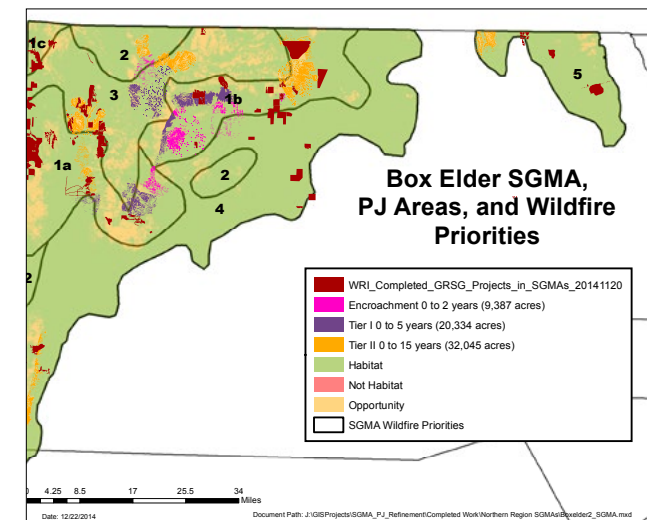 1c
2
3
1b
5
1a
2
4
2
Box Elder SGMA,
PJ Areas, and Wildfire
Priorities
WRI_Completed_GRSG_Projects_in_SGMAs_20141120
Encroachment 0 to 2 years (9,387 acres)
Tier I 0 to 5 years (20,334 acres)
Tier II 0 to 15 years (32,045 acres)
Habitat
Not Habitat
Opportunity
SGMA Wildfire Priorities
0 4.25 8.5 17 25.5 34
Miles
Date: 12/22/2014
Document Path: J:\GISProjects\SGMA_PJ_Refinement\Completed Work\Northern Region SGMAs\Boxelder2_SGMA.mxd